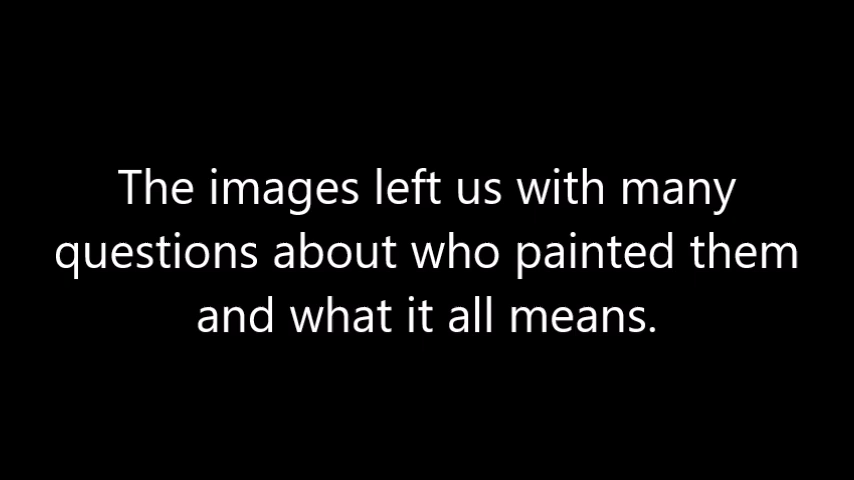 The images left us with many
questions about who painted them
and what it all means.